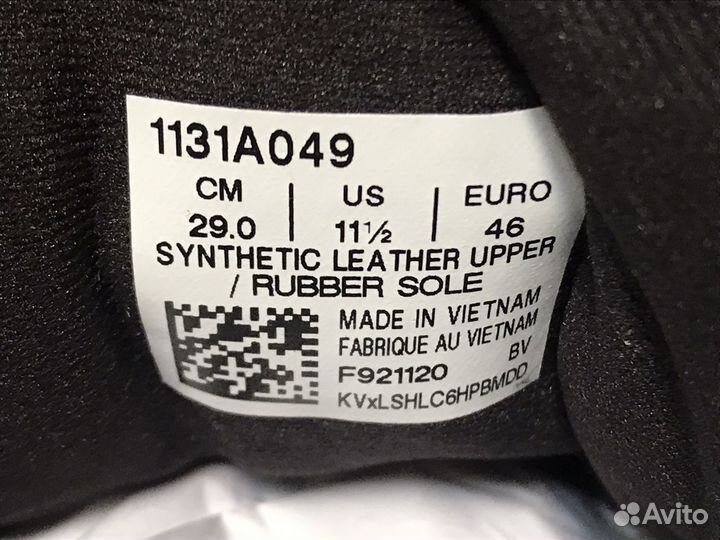 1131A049
CM | US | EURO
29.0 | 11½ | 46
SYNTHETIC LEATHER UPPER
/ RUBBER SOLE
MADE IN VIETNAM
FABRIQUE AU VIETNAM
BV
F921120
KVxLSHLC6HPBMDD
Avito